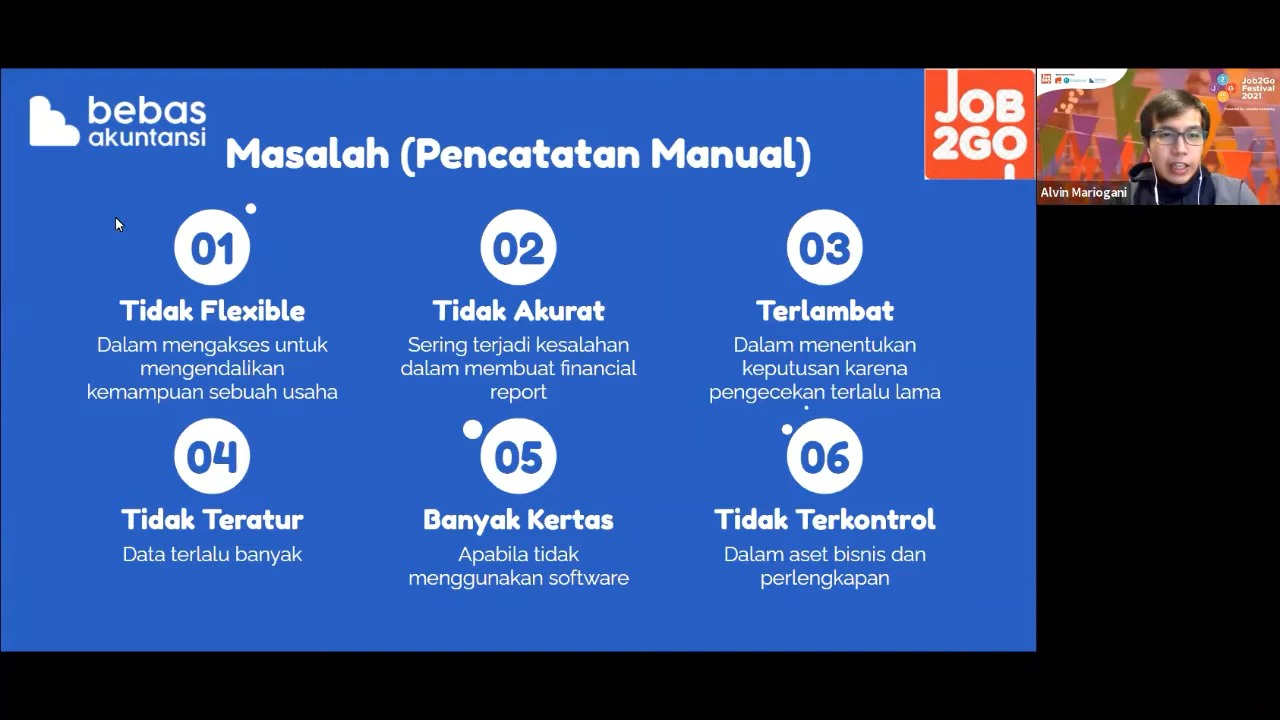 bebas
akuntansi
Masalah (Pencatatan Manual)
JOB
2GO
Job2Go
Festival
2021
Alvin Mariogani
01
Tidak Flexible
Dalam mengakses untuk
mengendalikan
kemampuan sebuah usaha
02
Tidak Akurat
Sering terjadi kesalahan
dalam membuat financial
report
03
Terlambat
Dalam menentukan
keputusan karena
pengecekan terlalu lama
04
Tidak Teratur
Data terlalu banyak
05
Banyak Kertas
Apabila tidak
menggunakan software
06
Tidak Terkontrol
Dalam aset bisnis dan
perlengkapan